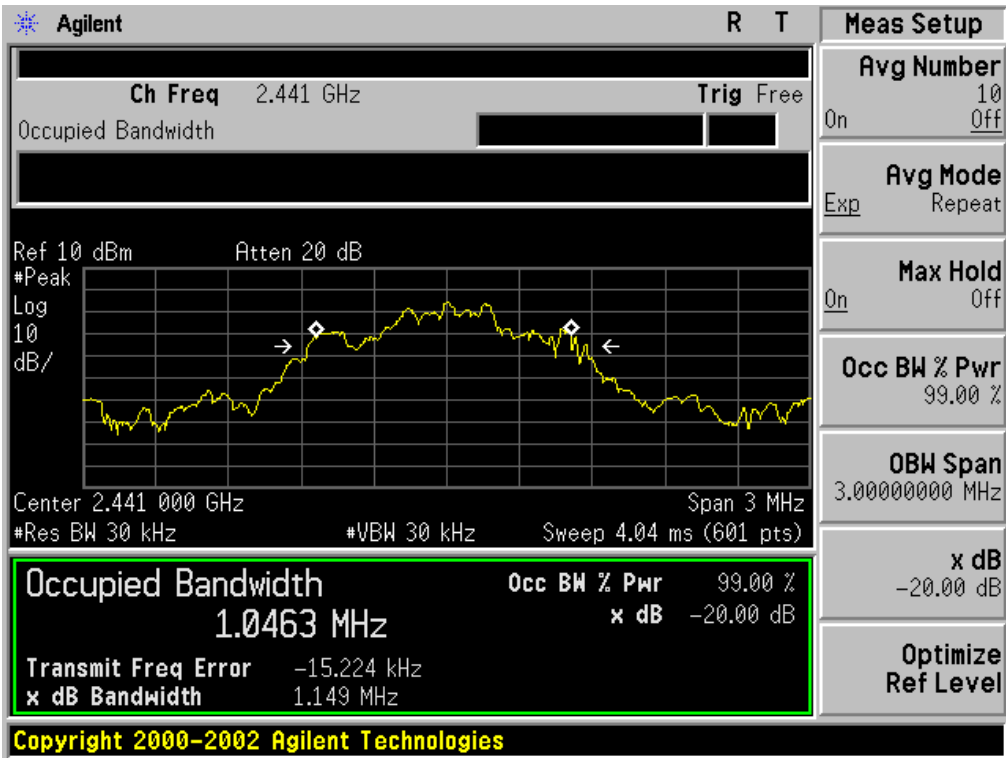 Agilent R T
Ch Freq 2.441 GHz Trig Free
Occupied Bandwidth
Ref 10 dBm Atten 20 dB
#Peak
Log
10
dB/
Center 2.441 000 GHz Span 3 MHz
#Res BW 30 kHz #VBW 30 kHz Sweep 4.04 ms (601 pts)
Occupied Bandwidth Occ BW % Pwr 99.00 %
1.0463 MHz x dB -20.00 dB
Transmit Freq Error -15.224 kHz
x dB Bandwidth 1.149 MHz
Copyright 2000-2002 Agilent Technologies
Meas Setup
Avg Number
10
On Off
Avg Mode
Exp Repeat
Max Hold
On Off
Occ BW % Pwr
99.00 %
OBW Span
3.00000000 MHz
x dB
-20.00 dB
Optimize
Ref Level